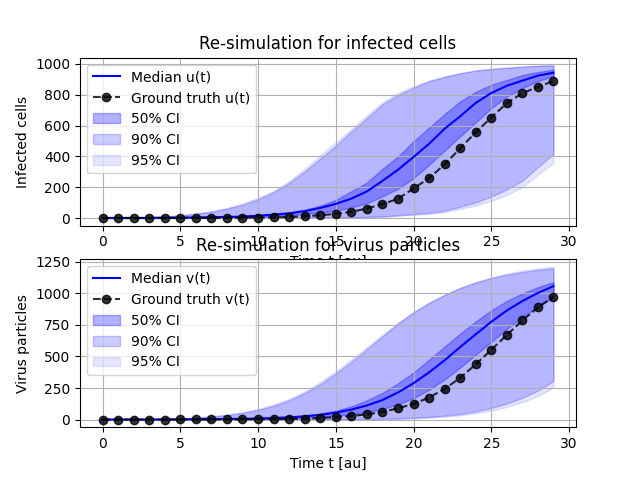 Re-simulation for infected cells
Infected cells
1000
800
600
400
200
0
Median u(t)
Ground truth u(t)
50% CI
90% CI
95% CI
0 5 10 15 20 25 30
Time t [au]
Re-simulation for virus particles
Virus particles
1250
1000
750
500
250
0
Median v(t)
Ground truth v(t)
50% CI
90% CI
95% CI
0 5 10 15 20 25 30
Time t [au]